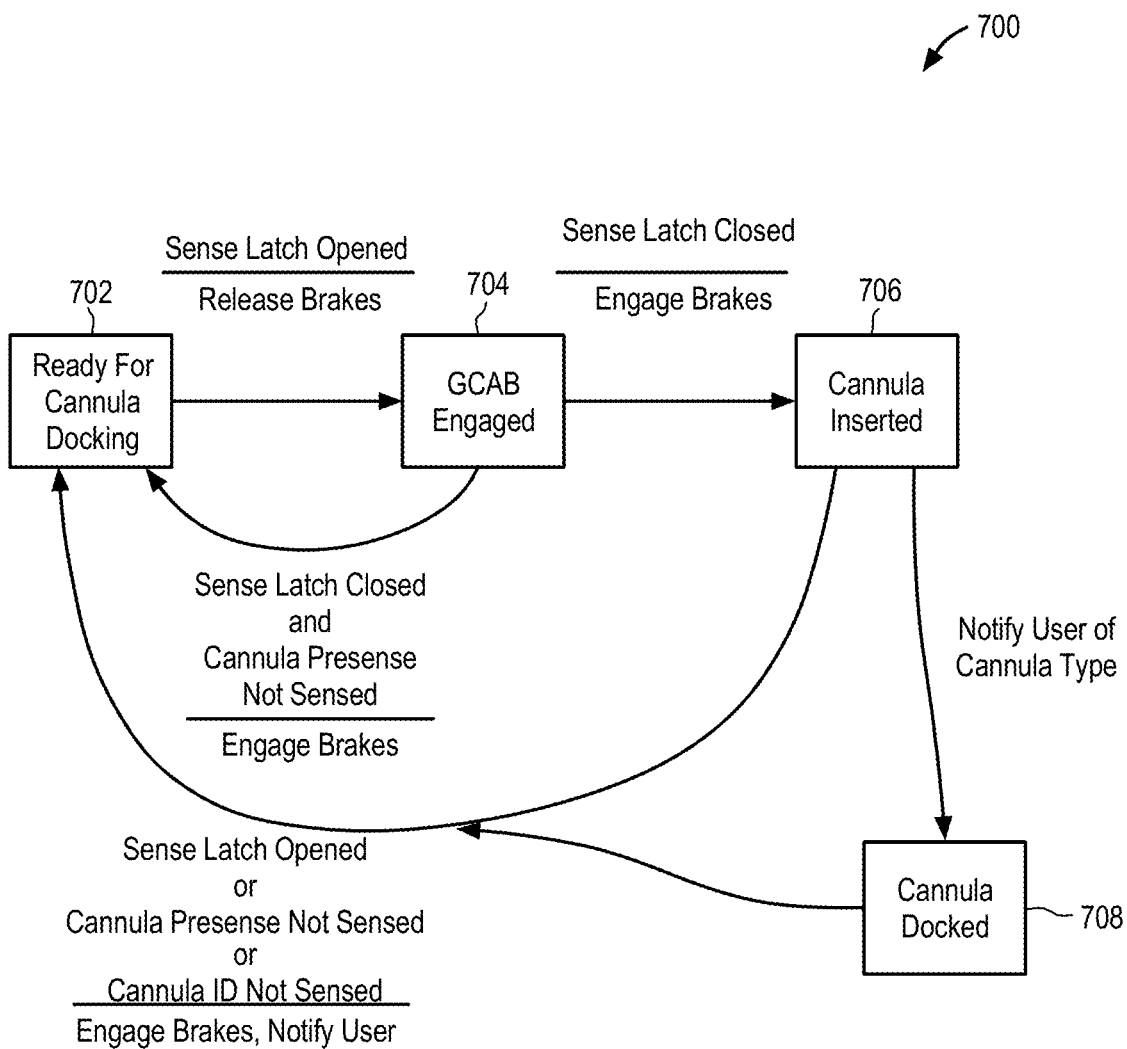 700
Sense Latch Opened
Release Brakes
Sense Latch Closed
Engage Brakes
702
704
706
Ready For
Cannula
Docking
GCAB
Engaged
Cannula
Inserted
Sense Latch Closed
and
Cannula Presense
Not Sensed
Engage Brakes
Notify User of
Cannula Type
Sense Latch Opened
or
Cannula Presense Not Sensed
or
Cannula ID Not Sensed
Engage Brakes, Notify User
Cannula
Docked
708